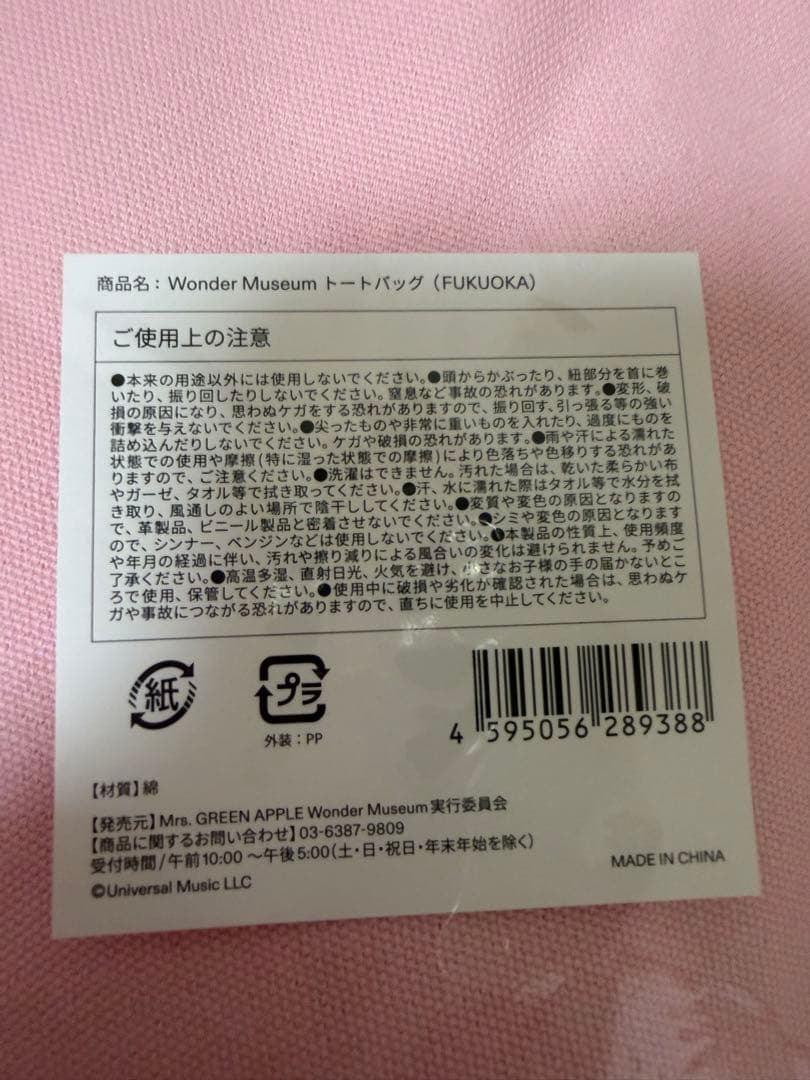 商品名：Wonder Museum トートバッグ（FUKUOKA）
ご使用上の注意
●本来の用途以外には使用しないでください。●頭からかぶったり、紐部分を首に巻
いたり、振り回したりしないでください。窒息など事故の恐れがあります。●変形、破
損の原因になり、思わぬケガをする恐れがありますので、振り回す、引っ張る等の強い
衝撃を与えないでください。●尖ったものや非常に重いものを入れたり、過度にものを
詰め込んだりしないでください。ケガや破損の恐れがあります。●雨や汗による濡れた
状態での使用や摩擦(特に湿った状態での摩擦)により色落ちや色移りする恐れがあ
りますので、ご注意ください。●洗濯はできません。汚れた場合は、乾いた柔らかい布
やガーゼ、タオル等で拭き取ってください。●汗、水に濡れた際はタオル等で水分を拭
き取り、風通しのよい場所で陰干ししてください。●変質や変色の原因となりますの
で、革製品、ビニール製品と密着させないでください。●シミや変色の原因となります
ので、シンナー、ベンジンなどは使用しないでください。●本製品の性質上、使用頻度
や年月の経過に伴い、汚れや擦り減りによる風合いの変化は避けられません。予めご
了承ください。●高温多湿、直射日光、火気を避け、小さなお子様の手の届かないとこ
ろで使用、保管してください。●使用中に破損や劣化が確認された場合は、思わぬケ
ガや事故につながる恐れがありますので、直ちに使用を中止してください。
紙
プラ
外装：PP
4 595056 289388
【材質】綿
【発売元】Mrs. GREEN APPLE Wonder Museum実行委員会
【商品に関するお問い合わせ】03-6387-9809
受付時間/午前10:00 〜午後5:00(土・日・祝日・年末年始を除く)
©Universal Music LLC
MADE IN CHINA